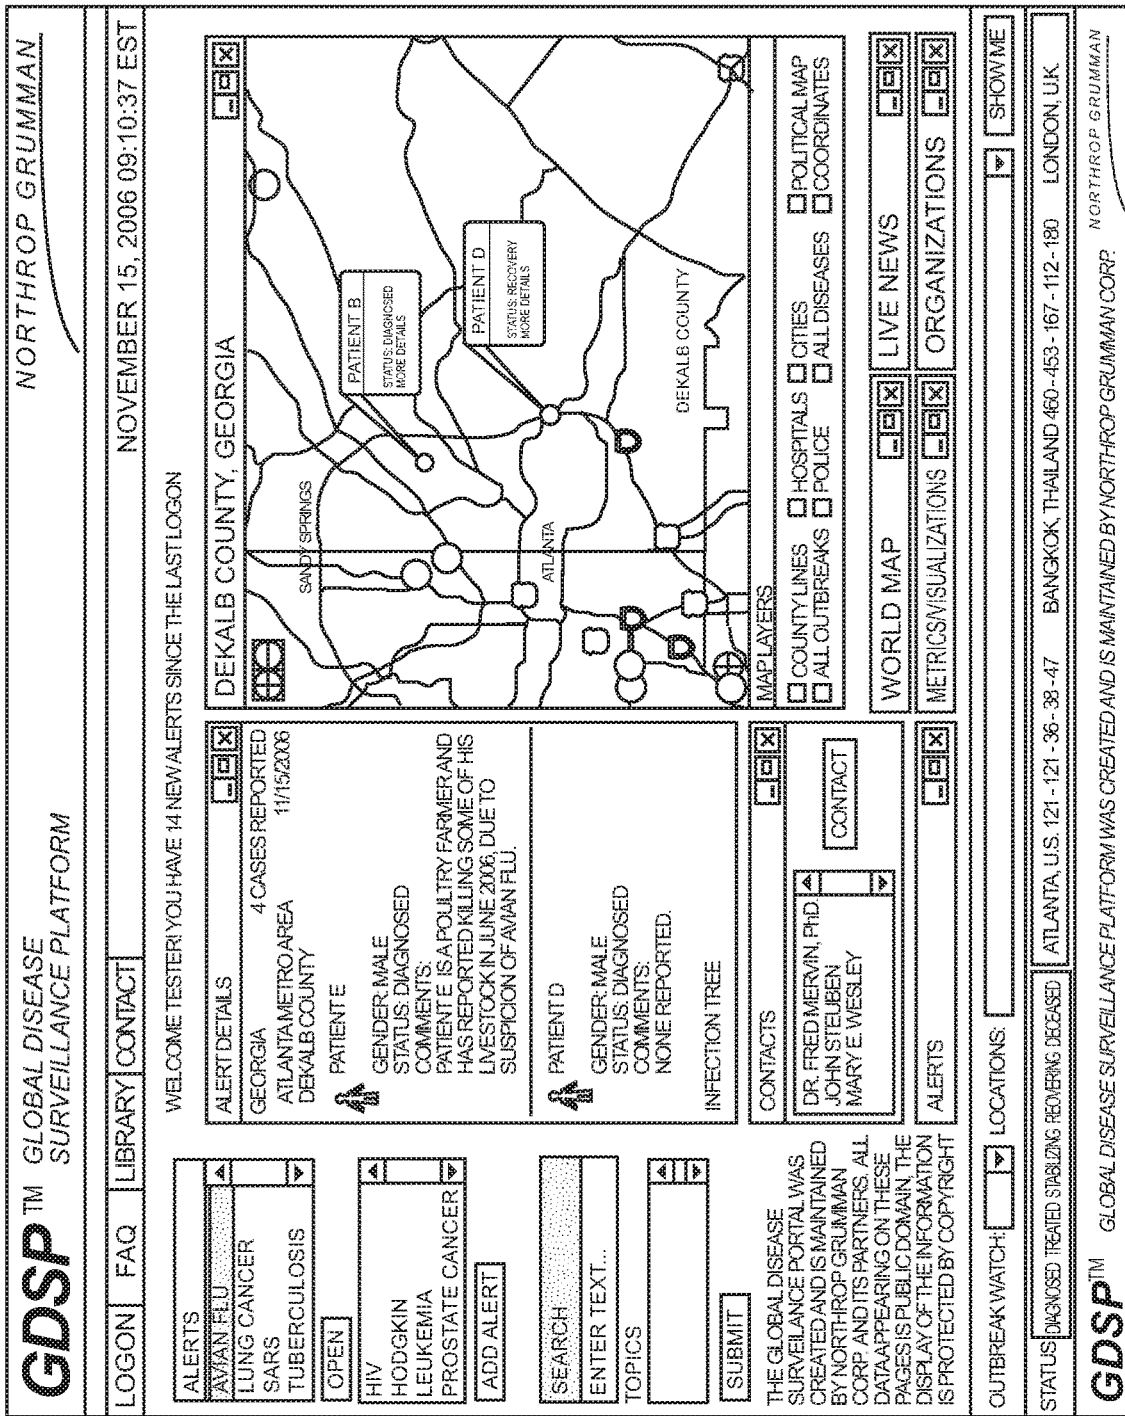 GDSP™ GLOBAL DISEASE
SURVEILLANCE PLATFORM
NORTHROP GRUMMAN
LOGON FAQ LIBRARY CONTACT
NOVEMBER 15, 2006 09:10:37 EST
WELCOME TESTER! YOU HAVE 14 NEW ALERTS SINCE THE LAST LOGON
ALERTS
AVIAN FLU
LUNG CANCER
SARS
TUBERCULOSIS
OPEN
HIV
HODGKIN
LEUKEMIA
PROSTATE CANCER
ADD ALERT
SEARCH
ENTER TEXT...
TOPICS
SUBMIT
THE GLOBAL DISEASE
SURVEILANCE PORTAL WAS
CREATED AND IS MAINTAINED
BY NORTHROP GRUMMAN
CORP. AND ITS PARTNERS. ALL
DATA APPEARING ON THESE
PAGES IS PUBLIC DOMAIN, THE
DISPLAY OF THE INFORMATION
IS PROTECTED BY COPYRIGHT
ALERT DETAILS
GEORGIA 4 CASES REPORTED
ATLANTA METRO AREA 11/15/2006
DEKALB COUNTY
PATIENT E
GENDER: MALE
STATUS: DIAGNOSED
COMMENTS:
PATIENT E IS A POULTRY FARMER AND
HAS REPORTED KILLING SOME OF HIS
LIVESTOCK IN JUNE 2006, DUE TO
SUSPICION OF AVIAN FLU.
PATIENT D
GENDER: MALE
STATUS: DIAGNOSED
COMMENTS:
NONE REPORTED.
INFECTION TREE
CONTACTS
DR. FRED MERVIN, PhD.
JOHN STEUBEN
MARY E. WESLEY
CONTACT
ALERTS
DEKALB COUNTY, GEORGIA
SANDY SPRINGS
PATIENT B
STATUS: DIAGNOSED
MORE DETAILS
PATIENT D
STATUS: RECOVERY
MORE DETAILS
ATLANTA
DEKALB COUNTY
MAP LAYERS
COUNTY LINES HOSPITALS CITIES POLITICAL MAP
ALL OUTBREAKS POLICE ALL DISEASES COORDINATES
WORLD MAP LIVE NEWS
METRICS/VISUALIZATIONS ORGANIZATIONS
OUTBREAK WATCH: LOCATIONS: SHOW ME
STATUS DIAGNOSED TREATED STABILIZING REOVERING DECEASED ATLANTA, U.S. 121 - 121 - 36 - 38 - 47 BANGKOK, THAILAND 460 - 453 - 167 - 112 - 180 LONDON, U.K.
GDSP™ GLOBAL DISEASE SURVEILLANCE PLATFORM WAS CREATED AND IS MAINTAINED BY NORTHROP GRUMMAN CORP. NORTHROP GRUMMAN